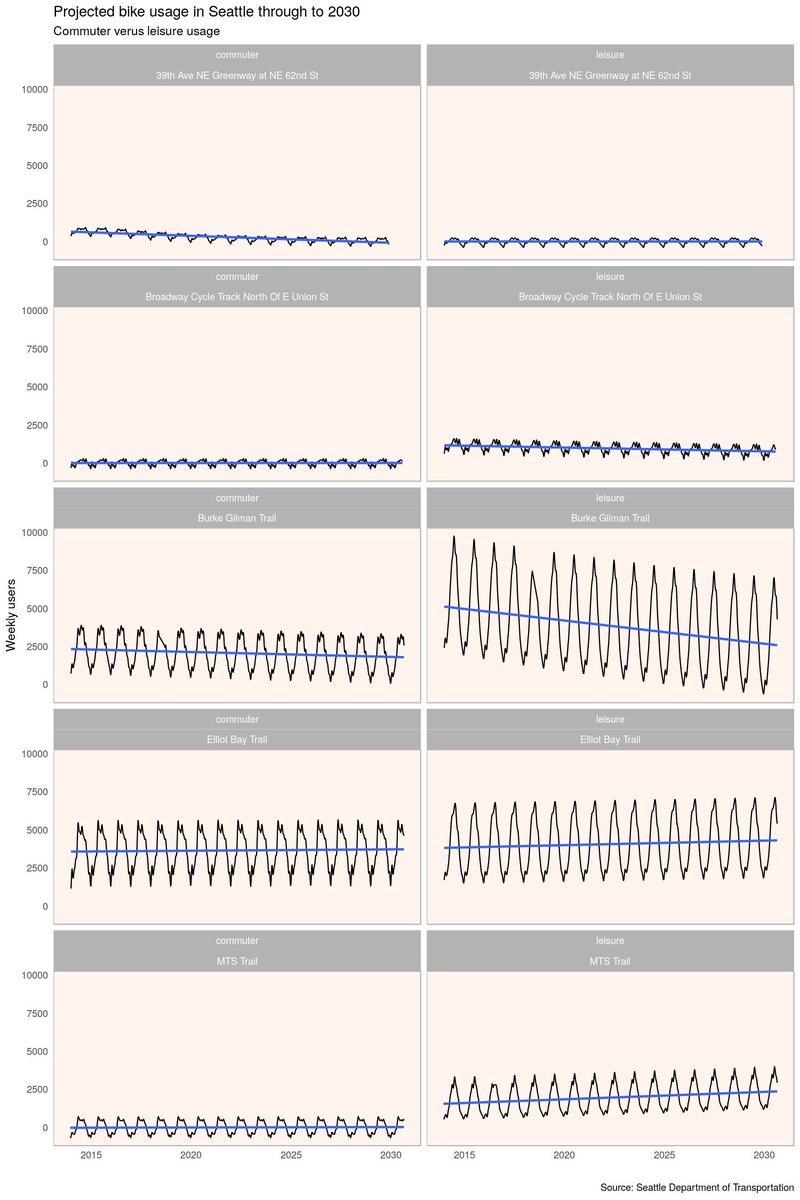 Projected bike usage in Seattle through to 2030
Commuter verus leisure usage
commuter
39th Ave NE Greenway at NE 62nd St
leisure
39th Ave NE Greenway at NE 62nd St
10000
7500
5000
2500
0
commuter
Broadway Cycle Track North Of E Union St
leisure
Broadway Cycle Track North Of E Union St
10000
7500
5000
2500
0
commuter
Burke Gilman Trail
leisure
Burke Gilman Trail
10000
7500
5000
2500
0
Weekly users
commuter
Elliot Bay Trail
leisure
Elliot Bay Trail
10000
7500
5000
2500
0
commuter
MTS Trail
leisure
MTS Trail
10000
7500
5000
2500
0
2015 2020 2025 2030
2015 2020 2025 2030
Source: Seattle Department of Transportation